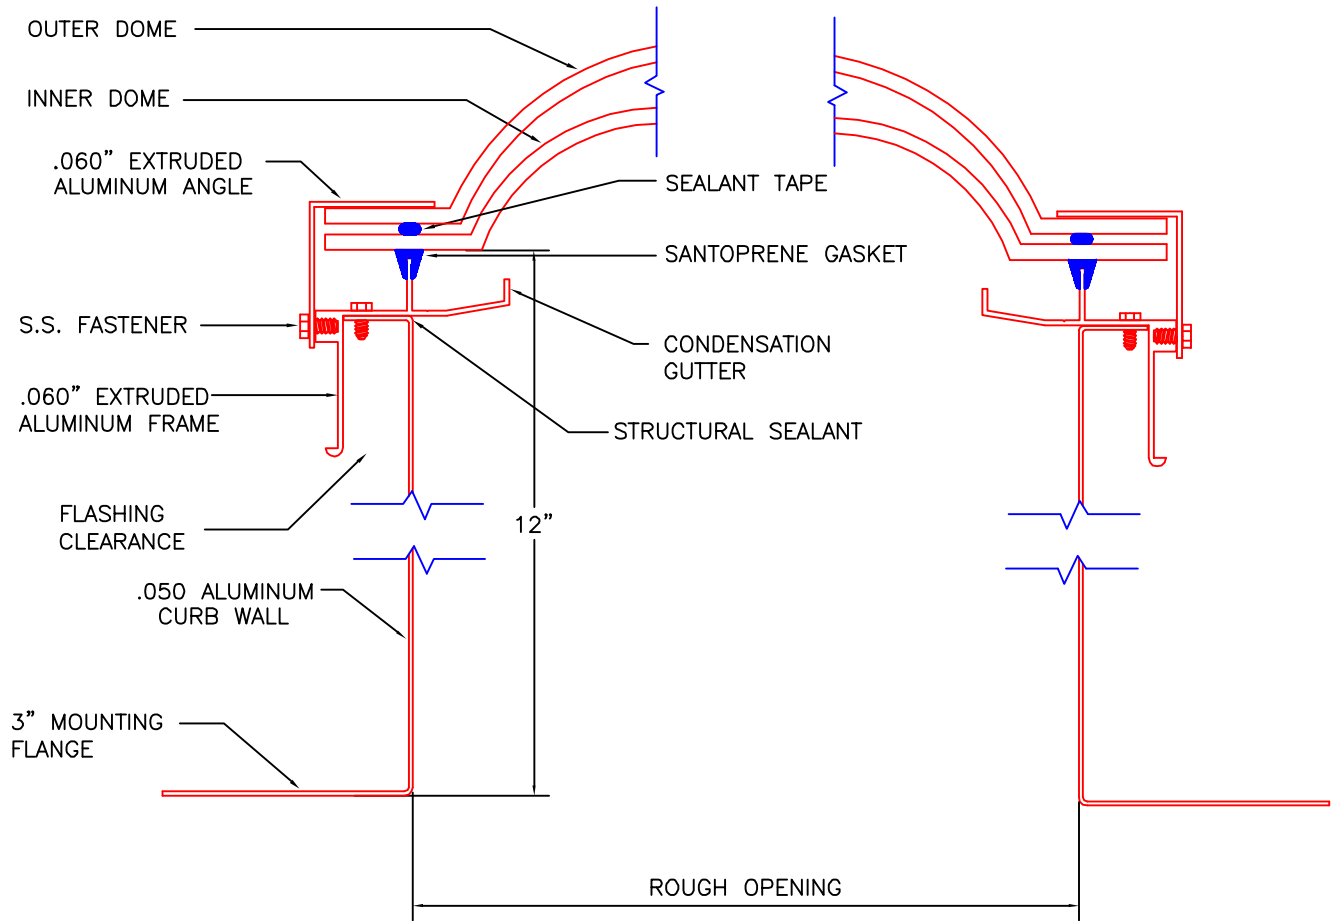 OUTER DOME
INNER DOME
.060" EXTRUDED
ALUMINUM ANGLE
SEALANT TAPE
SANTOPRENE GASKET
S.S. FASTENER
CONDENSATION
GUTTER
.060" EXTRUDED
ALUMINUM FRAME
STRUCTURAL SEALANT
FLASHING
CLEARANCE
12"
.050 ALUMINUM
CURB WALL
3" MOUNTING
FLANGE
ROUGH OPENING